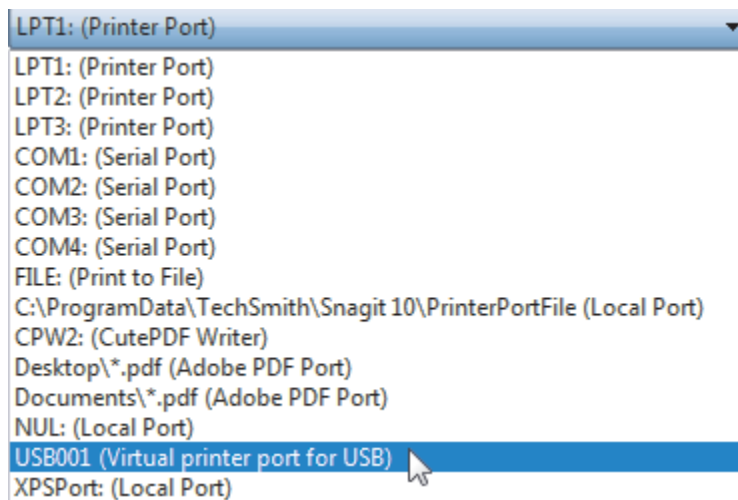 LPT1: (Printer Port)
LPT1: (Printer Port)
LPT2: (Printer Port)
LPT3: (Printer Port)
COM1: (Serial Port)
COM2: (Serial Port)
COM3: (Serial Port)
COM4: (Serial Port)
FILE: (Print to File)
C:\ProgramData\TechSmith\Snagit 10\PrinterPortFile (Local Port)
CPW2: (CutePDF Writer)
Desktop\*.pdf (Adobe PDF Port)
Documents\*.pdf (Adobe PDF Port)
NUL: (Local Port)
USB001 (Virtual printer port for USB)
XPSPort: (Local Port)